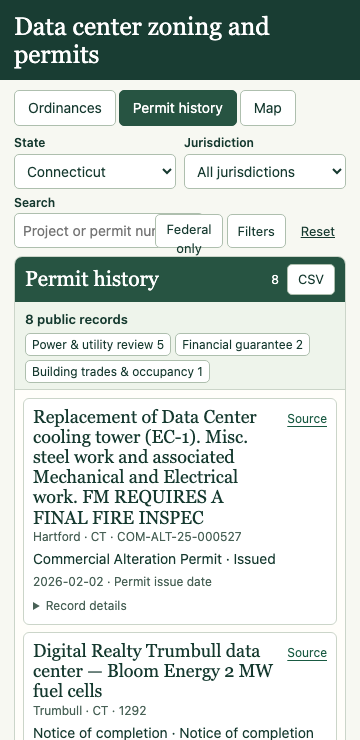 Data center zoning and
permits
Ordinances
Permit history
Map
State
Jurisdiction
Connecticut
All jurisdictions
Search
Project or permit
Federal
only
Filters
Reset
Permit history
8
CSV
8 public records
Power & utility review 5
Financial guarantee 2
Building trades & occupancy 1
Replacement of Data Center
cooling tower (EC-1). Misc.
steel work and associated
Mechanical and Electrical
work. FM REQUIRES A
FINAL FIRE INSPEC
Source
Hartford · CT · COM-ALT-25-000527
Commercial Alteration Permit · Issued
2026-02-02 · Permit issue date
Record details
Digital Realty Trumbull data
center — Bloom Energy 2 MW
fuel cells
Source
Trumbull · CT · 1292
Notice of completion · Notice of completion